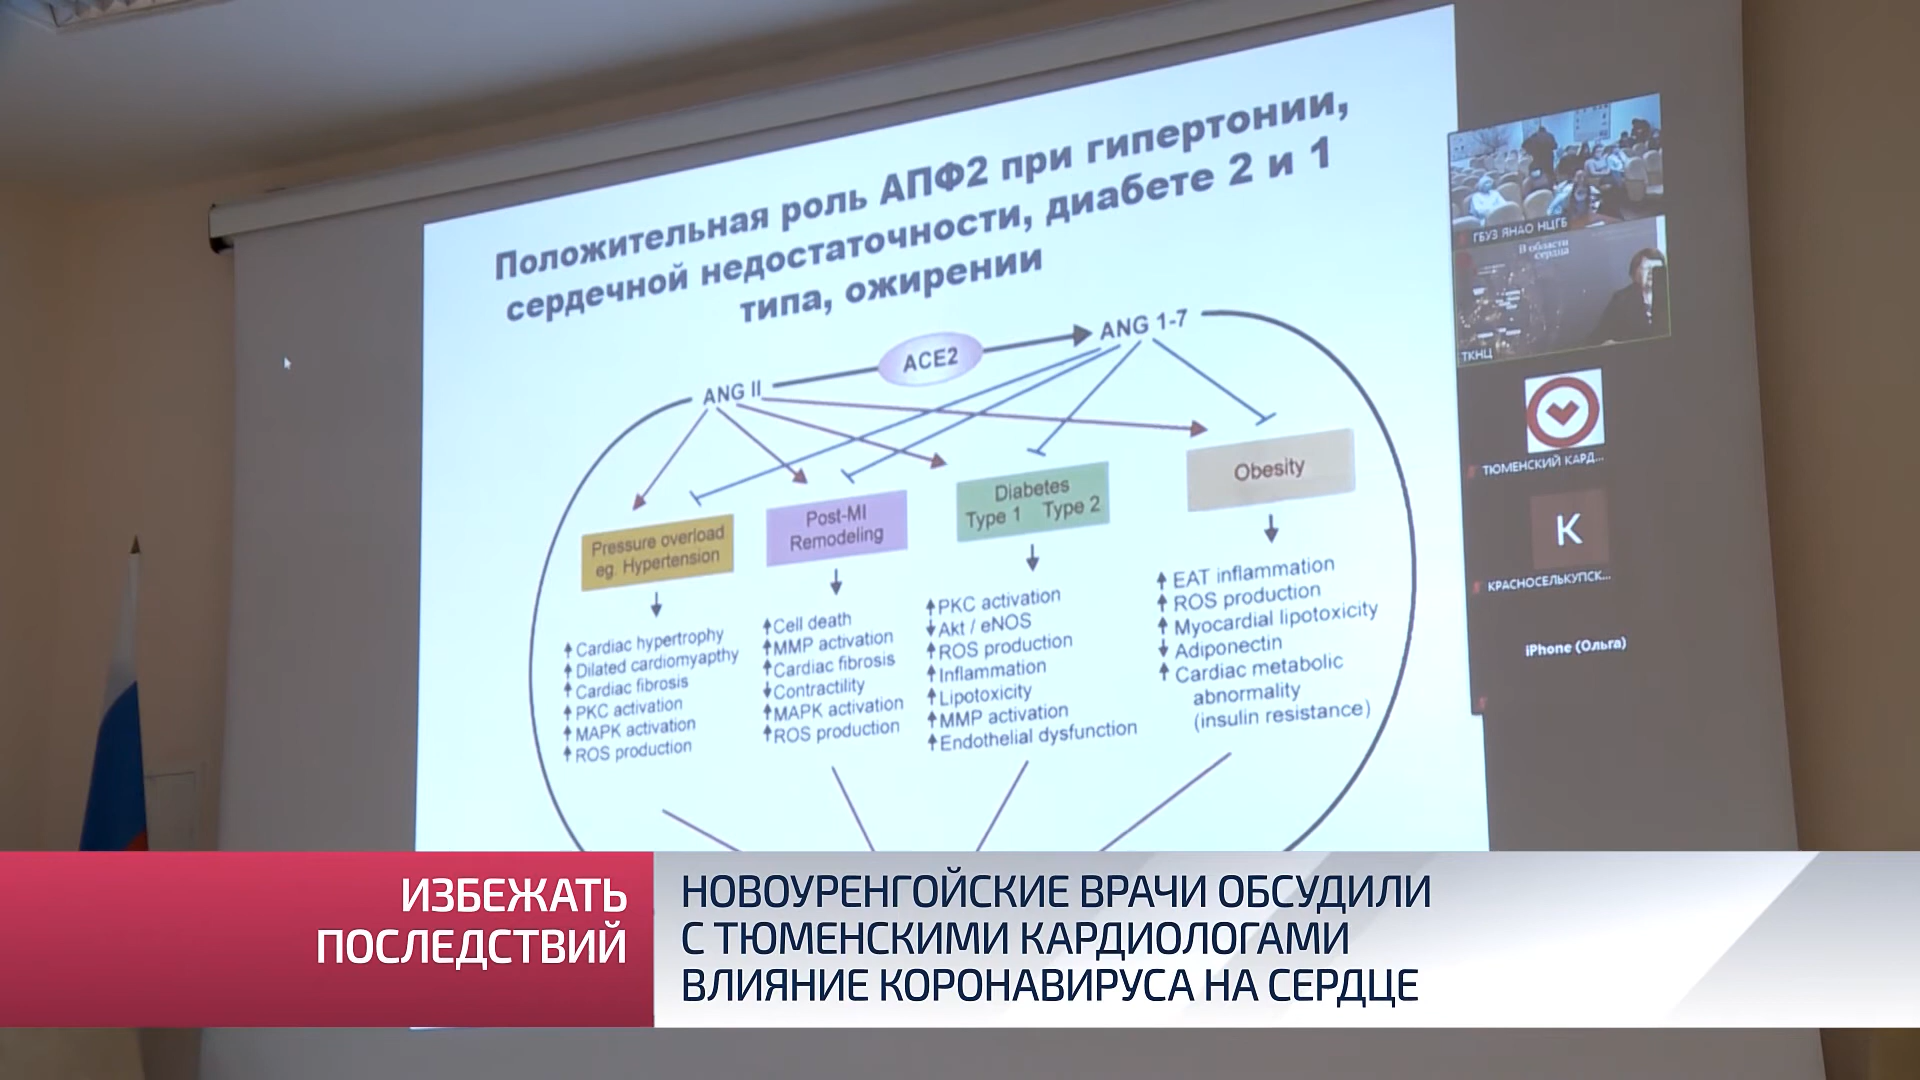 Положительная роль АПФ2 при гипертонии,
сердечной недостаточности, диабете 2 и 1
типа, ожирении
ANG II
ACE2
ANG 1-7
Pressure overload
eg. Hypertension
Cardiac hypertrophy
Dilated cardiomyapthy
Cardiac fibrosis
PKC activation
MAPK activation
ROS production
Post-MI
Remodeling
Cell death
MMP activation
Cardiac fibrosis
Contractility
MAPK activation
ROS production
Diabetes
Type 1 Type 2
PKC activation
Akt / eNOS
ROS production
Inflammation
Lipotoxicity
MMP activation
Endothelial dysfunction
Obesity
EAT inflammation
ROS production
Myocardial lipotoxicity
Adiponectin
Cardiac metabolic
abnormality
(insulin resistance)
ГБУЗ ЯНАО НЦГБ
В области
сердца
ТКНЦ
ТЮМЕНСКИЙ КАРД...
К
КРАСНОСЕЛЬКУПСК...
iPhone (Ольга)
ИЗБЕЖАТЬ
ПОСЛЕДСТВИЙ
НОВОУРЕНГОЙСКИЕ ВРАЧИ ОБСУДИЛИ
С ТЮМЕНСКИМИ КАРДИОЛОГАМИ
ВЛИЯНИЕ КОРОНАВИРУСА НА СЕРДЦЕ